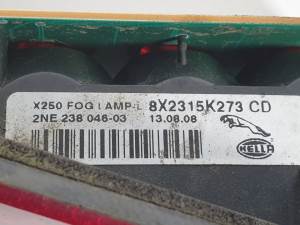 X250 FOG LAMP-L 8X2315K273 CD
2NE 238 046-03 13.08.08
HELLA